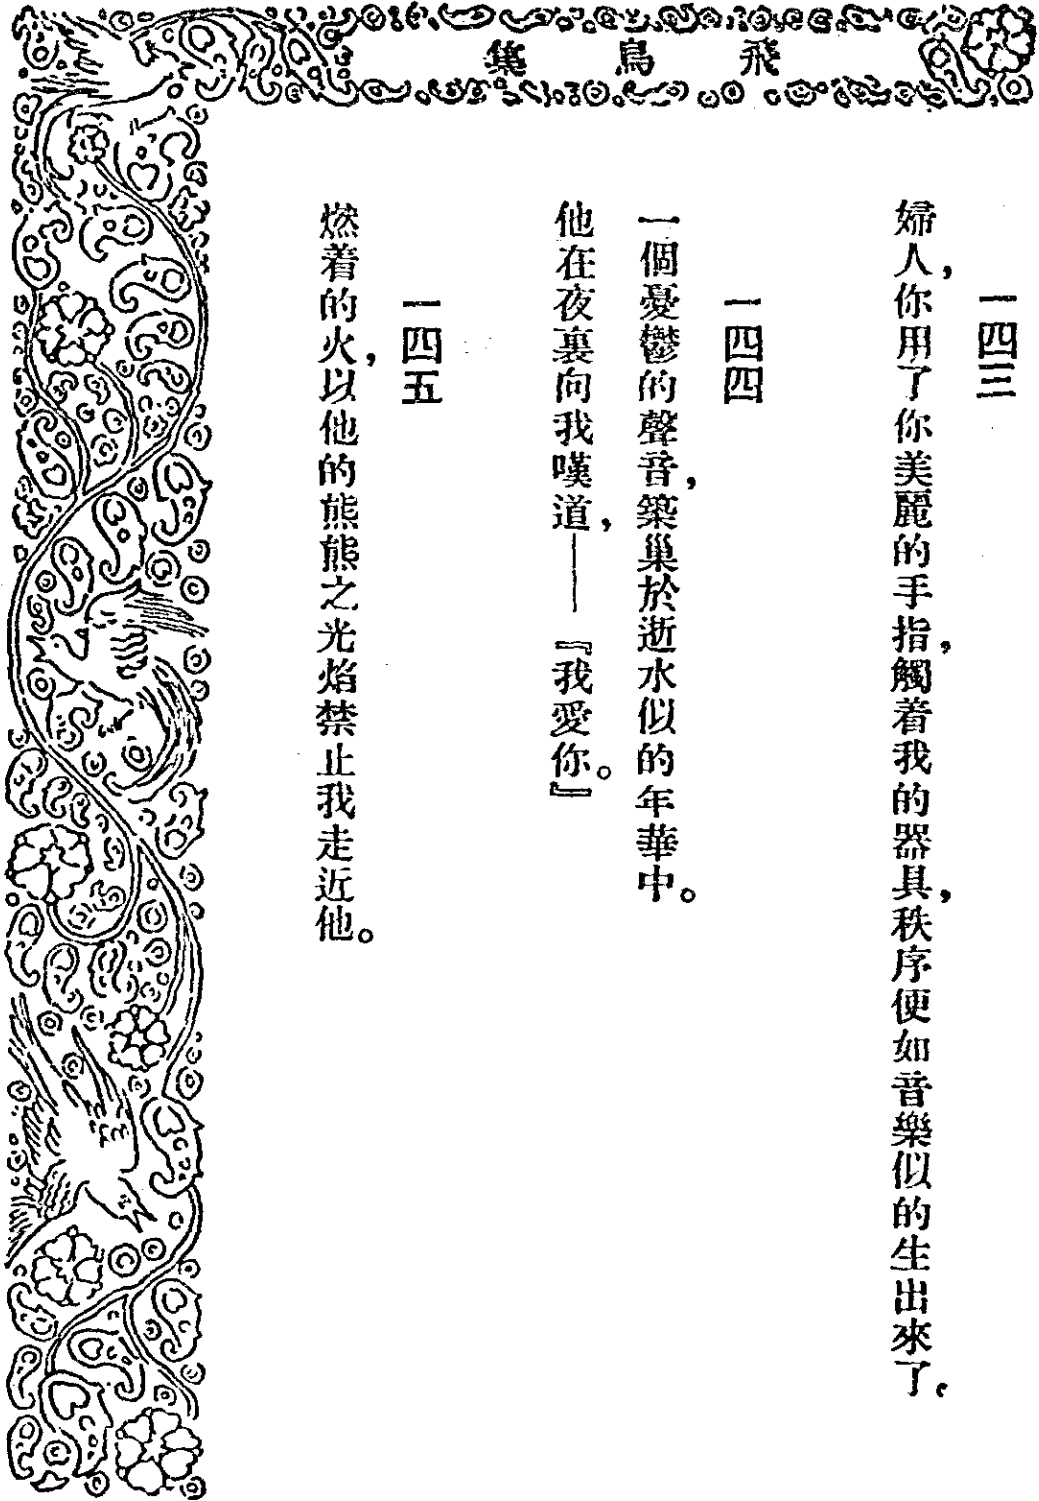 飛鳥集
一四三
婦人,你用了你美麗的手指,觸着我的器具,秩序便如音樂似的生出來了。
一四四
一個憂鬱的聲音,築巢於逝水似的年華中。
他在夜裏向我嘆道,——『我愛你。』
一四五
燃着的火,以他的熊熊之光焰禁止我走近他。